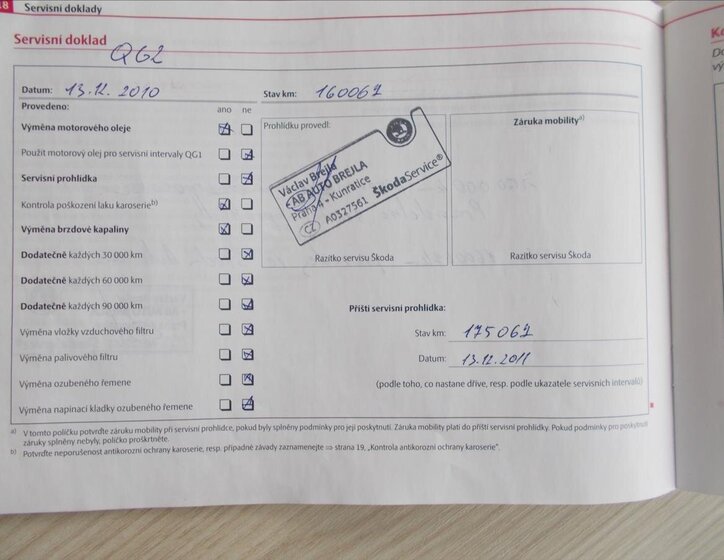 8 Servisní doklady
Servisní doklad
QG2
Datum: 13.12.2010 Stav km: 160061
Provedeno: ano ne
Výměna motorového oleje
Použit motorový olej pro servisní intervaly QG1
Servisní prohlídka
Kontrola poškození laku karoserie b)
Výměna brzdové kapaliny
Dodatečně každých 30 000 km
Dodatečně každých 60 000 km
Dodatečně každých 90 000 km
Výměna vložky vzduchového filtru
Výměna palivového filtru
Výměna ozubeného řemene
Výměna napínací kladky ozubeného řemene
Prohlídku provedl:
Václav Brejla
AB AUTO BREJLA
Praha 4 - Kunratice
CZ A0327561 ŠkodaService®
Razítko servisu Škoda
Záruka mobility a)
Razítko servisu Škoda
Příští servisní prohlídka:
Stav km: 175061
Datum: 13.12.2011
(podle toho, co nastane dříve, resp. podle ukazatele servisních intervalů)
a) V tomto políčku potvrďte záruku mobility při servisní prohlídce, pokud byly splněny podmínky pro její poskytnutí. Záruka mobility platí do příští servisní prohlídky. Pokud podmínky pro poskytnutí
záruky splněny nebyly, políčko proškrtněte.
b) Potvrďte neporušenost antikorozní ochrany karoserie, resp. případné závady zaznamenejte ⇒ strana 19, „Kontrola antikorozní ochrany karoserie".